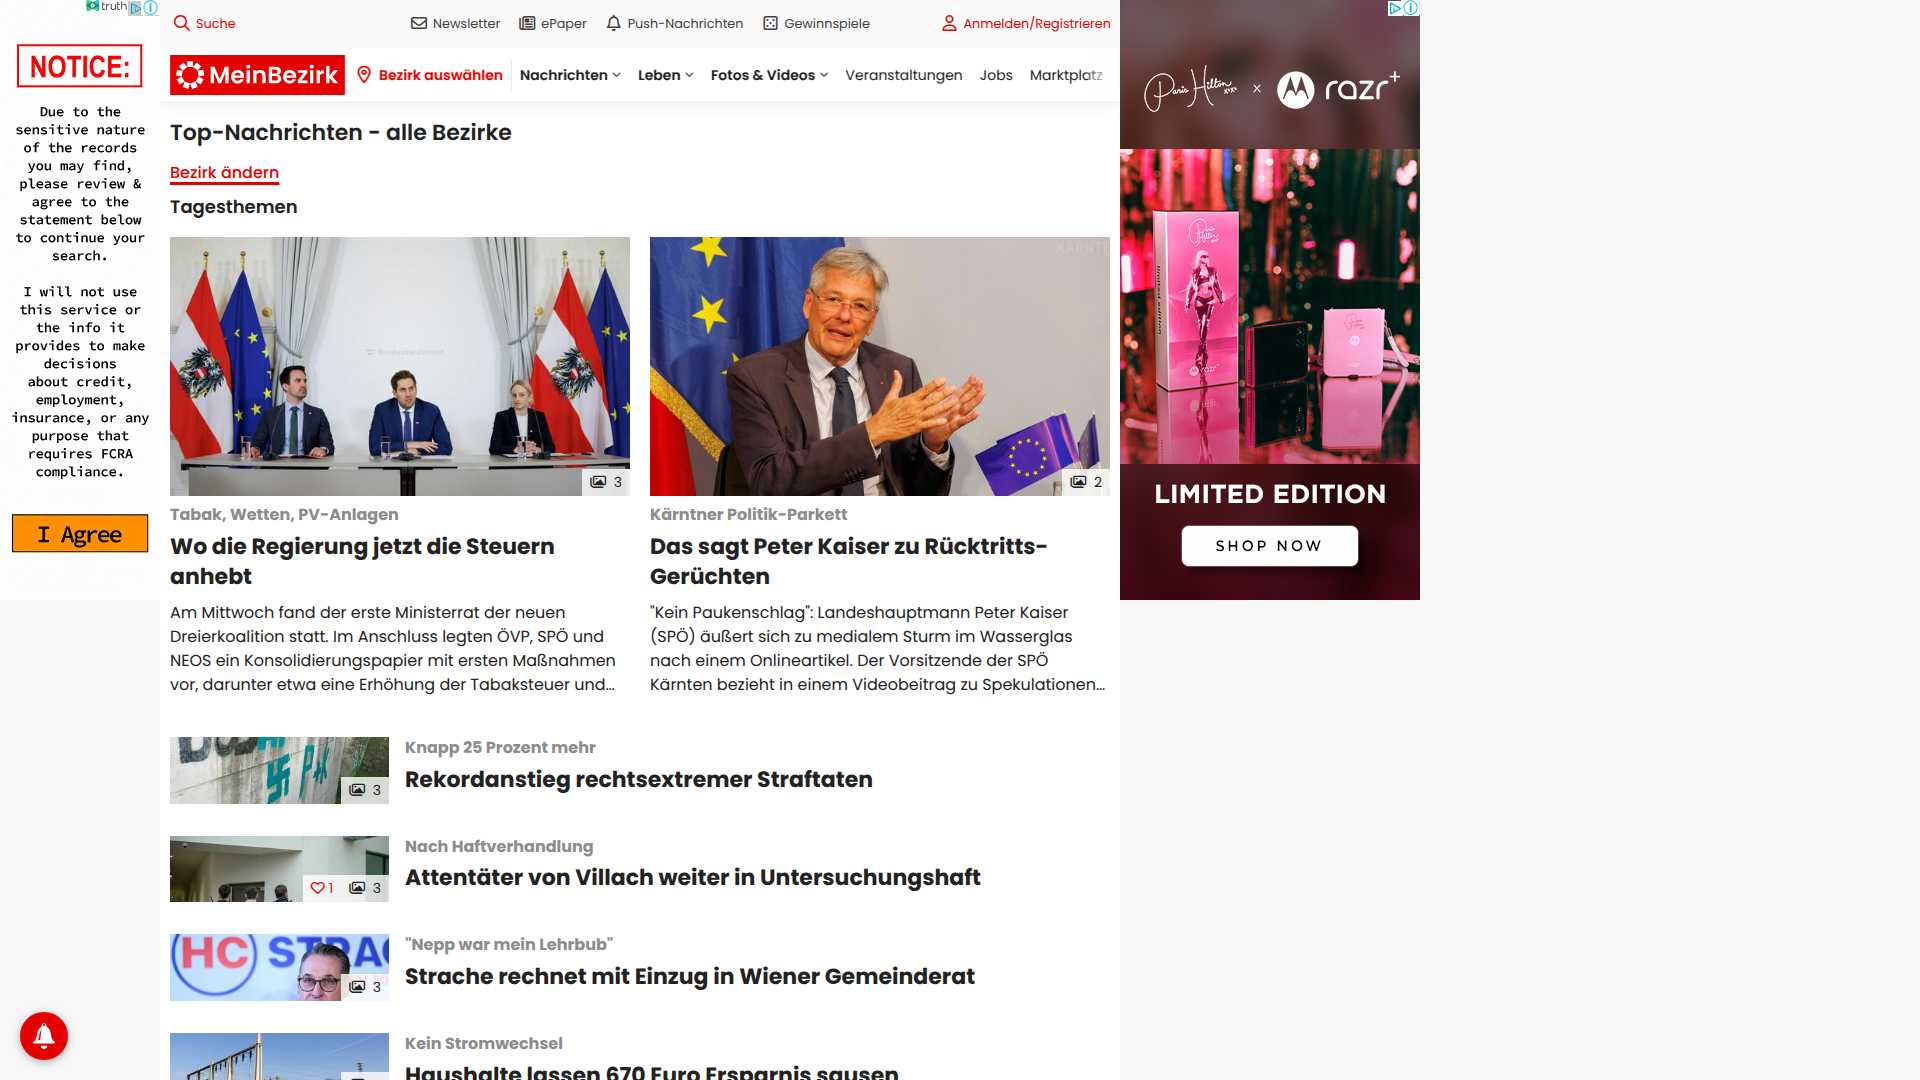 truth
NOTICE:
Due to the
sensitive nature
of the records
you may find,
please review &
agree to the
statement below
to continue your
search.
I will not use
this service or
the info it
provides to make
decisions
about credit,
employment,
insurance, or any
purpose that
requires FCRA
compliance.
I Agree
Suche
Newsletter
ePaper
Push-Nachrichten
Gewinnspiele
Anmelden/Registrieren
MeinBezirk
Bezirk auswählen
Nachrichten
Leben
Fotos & Videos
Veranstaltungen
Jobs
Marktplatz
Top-Nachrichten - alle Bezirke
Bezirk ändern
Tagesthemen
3
Tabak, Wetten, PV-Anlagen
Wo die Regierung jetzt die Steuern
anhebt
Am Mittwoch fand der erste Ministerrat der neuen
Dreierkoalition statt. Im Anschluss legten ÖVP, SPÖ und
NEOS ein Konsolidierungspapier mit ersten Maßnahmen
vor, darunter etwa eine Erhöhung der Tabaksteuer und...
2
Kärntner Politik-Parkett
Das sagt Peter Kaiser zu Rücktritts-
Gerüchten
"Kein Paukenschlag": Landeshauptmann Peter Kaiser
(SPÖ) äußert sich zu medialem Sturm im Wasserglas
nach einem Onlineartikel. Der Vorsitzende der SPÖ
Kärnten bezieht in einem Videobeitrag zu Spekulationen...
3
Knapp 25 Prozent mehr
Rekordanstieg rechtsextremer Straftaten
1
3
Nach Haftverhandlung
Attentäter von Villach weiter in Untersuchungshaft
HC STRAC
3
"Nepp war mein Lehrbub"
Strache rechnet mit Einzug in Wiener Gemeinderat
Kein Stromwechsel
Haushalte lassen 670 Euro Ersparnis sausen
Paris Hilton x razr+
LIMITED EDITION
SHOP NOW